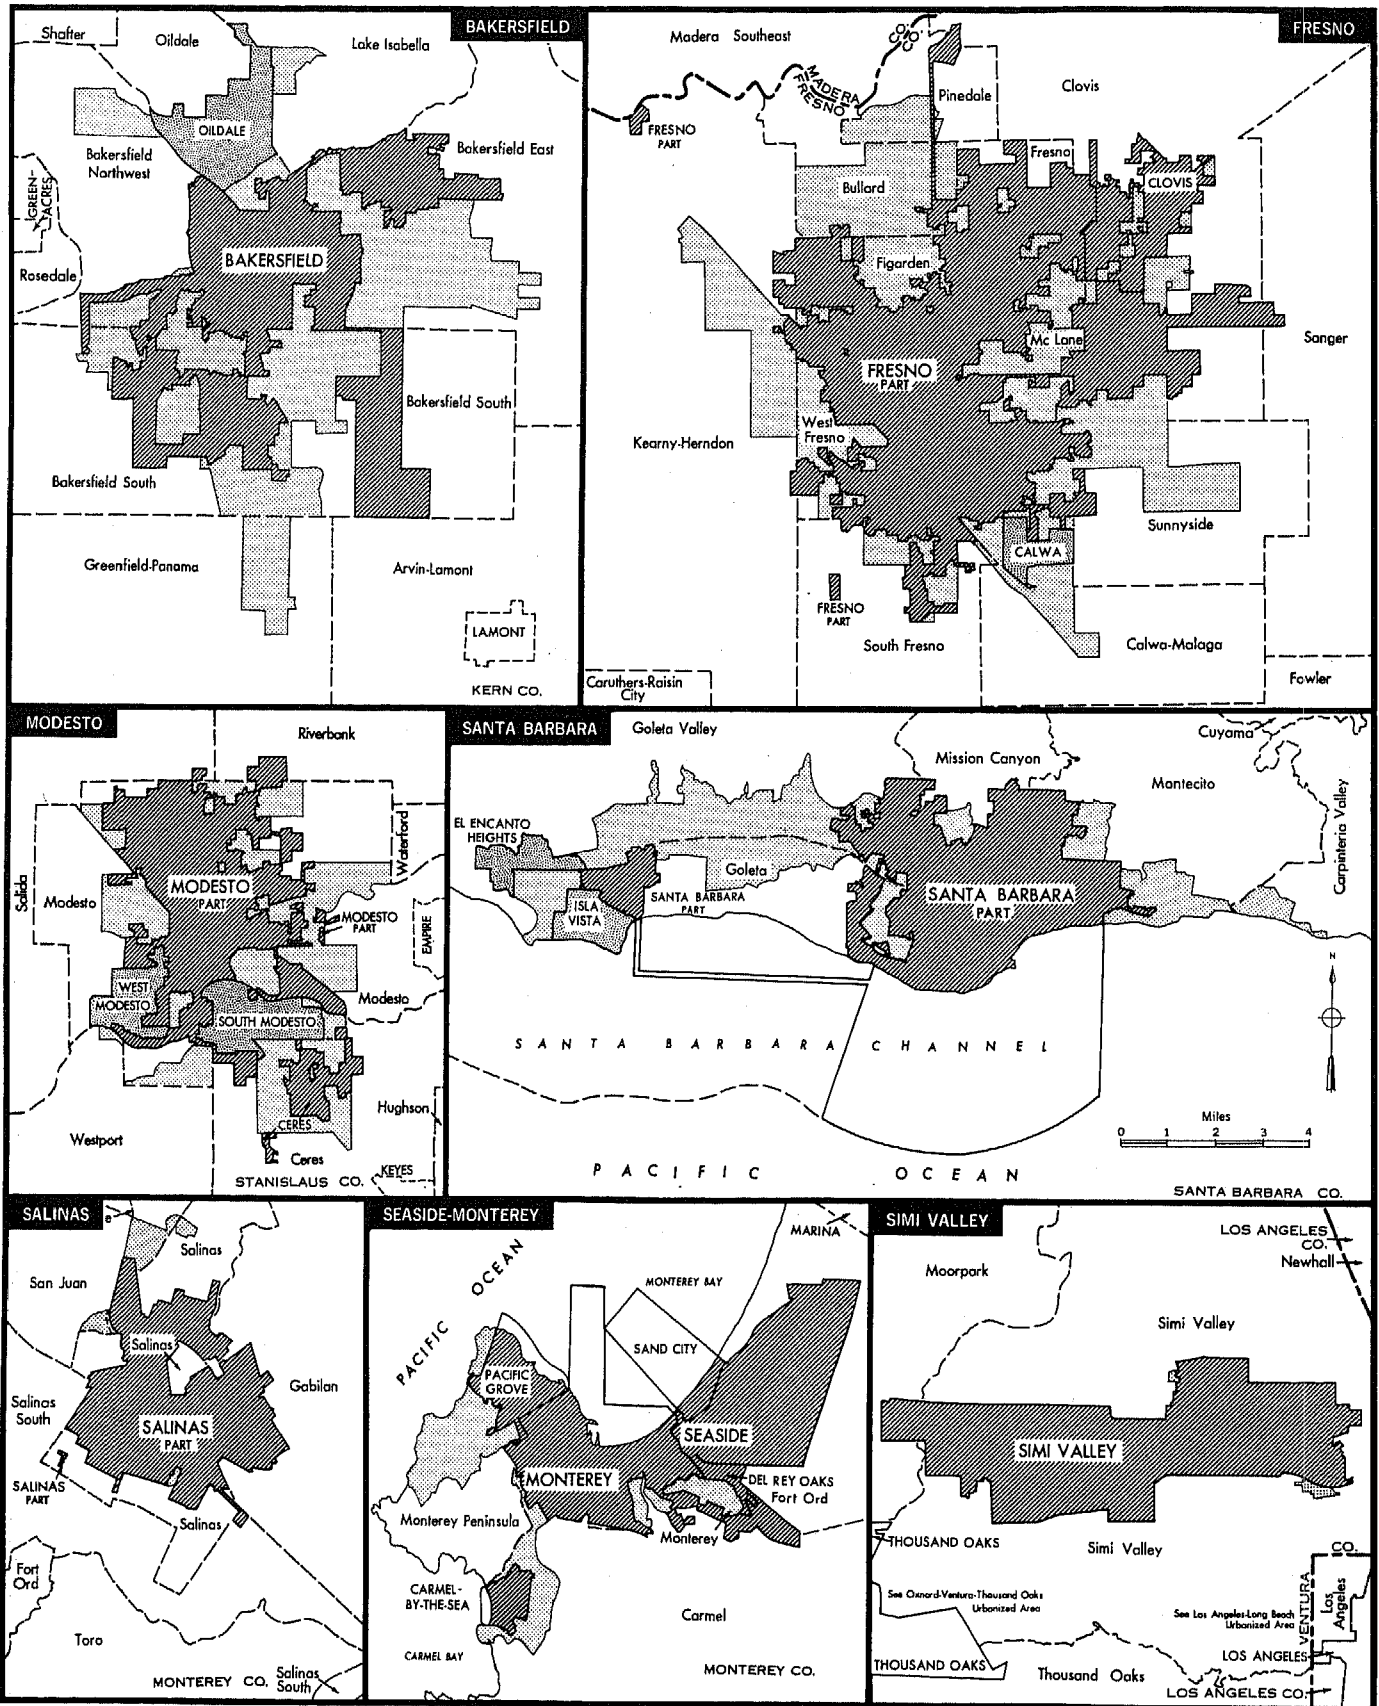 BAKERSFIELD
Shafter
Oildale
Lake Isabella
OILDALE
Bakersfield
Northwest
Bakersfield East
GREEN-
ACRES
Rosedale
BAKERSFIELD
Bakersfield South
Bakersfield South
Greenfield-Panama
Arvin-Lamont
LAMONT
KERN CO.
FRESNO
Madera Southeast
CO.
CO.
MADERA
FRESNO
Pinedale
Clovis
FRESNO
PART
Fresno
CLOVIS
Bullard
Figarden
Mc Lane
Sanger
FRESNO
PART
West
Fresno
Kearny-Herndon
Sunnyside
CALWA
FRESNO
PART
South Fresno
Calwa-Malaga
Caruthers-Raisin
City
Fowler
MODESTO
Riverbank
Salida
Modesto
Waterford
MODESTO
PART
MODESTO
PART
EMPIRE
WEST
MODESTO
Modesto
SOUTH MODESTO
Hughson
CERES
Westport
Ceres
KEYES
STANISLAUS CO.
SANTA BARBARA
Goleta Valley
Mission Canyon
Cuyama
Montecito
Carpinteria Valley
EL ENCANTO
HEIGHTS
Goleta
ISLA
VISTA
SANTA BARBARA
PART
SANTA BARBARA
PART
N
SANTA BARBARA CHANNEL
Miles
0 1 2 3 4
PACIFIC OCEAN
SANTA BARBARA CO.
SALINAS
Salinas
San Juan
Salinas
Gabilan
Salinas
South
SALINAS
PART
SALINAS
PART
Salinas
Fort
Ord
Toro
MONTEREY CO.
Salinas
South
SEASIDE-MONTEREY
MARINA
PACIFIC OCEAN
MONTEREY BAY
SAND CITY
PACIFIC
GROVE
SEASIDE
MONTEREY
DEL REY OAKS
Fort Ord
Monterey Peninsula
Monterey
CARMEL-
BY-THE-SEA
Carmel
CARMEL BAY
MONTEREY CO.
SIMI VALLEY
LOS ANGELES
CO.
Newhall
Moorpark
Simi Valley
SIMI VALLEY
THOUSAND OAKS
Simi Valley
CO.
See Oxnard-Ventura-Thousand Oaks
Urbanized Area
See Los Angeles-Long Beach
Urbanized Area
VENTURA
Los
Angeles
LOS ANGELES
THOUSAND OAKS
Thousand Oaks
LOS ANGELES CO.